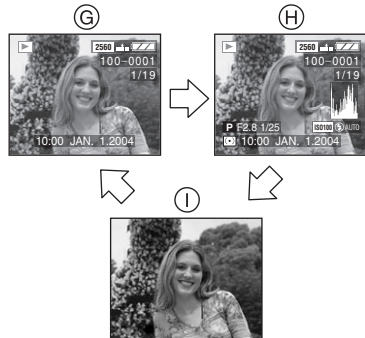 G
H
2560
100-0001
1/19
10:00 JAN. 1.2004
2560
100-0001
1/19
P F2.8 1/25
ISO100 AUTO
10:00 JAN. 1.2004
I